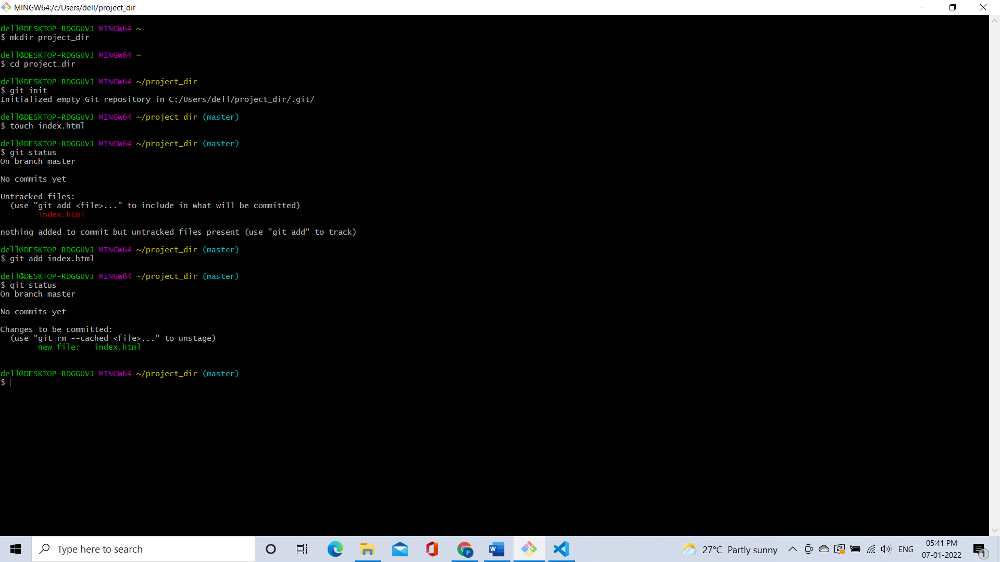 MINGW64:/c/Users/dell/project_dir
dell@DESKTOP-RDGGUVJ MINGW64 ~
$ mkdir project_dir
dell@DESKTOP-RDGGUVJ MINGW64 ~
$ cd project_dir
dell@DESKTOP-RDGGUVJ MINGW64 ~/project_dir
$ git init
Initialized empty Git repository in C:/Users/dell/project_dir/.git/
dell@DESKTOP-RDGGUVJ MINGW64 ~/project_dir (master)
$ touch index.html
dell@DESKTOP-RDGGUVJ MINGW64 ~/project_dir (master)
$ git status
On branch master
No commits yet
Untracked files:
  (use "git add <file>..." to include in what will be committed)
        index.html
nothing added to commit but untracked files present (use "git add" to track)
dell@DESKTOP-RDGGUVJ MINGW64 ~/project_dir (master)
$ git add index.html
dell@DESKTOP-RDGGUVJ MINGW64 ~/project_dir (master)
$ git status
On branch master
No commits yet
Changes to be committed:
  (use "git rm --cached <file>..." to unstage)
        new file:   index.html
dell@DESKTOP-RDGGUVJ MINGW64 ~/project_dir (master)
$
Type here to search
27°C Partly sunny
ENG
05:41 PM
07-01-2022
1